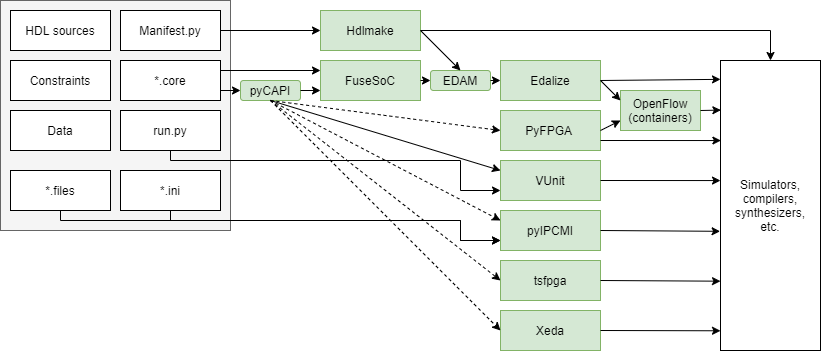 HDL sources
Manifest.py
Hdlmake
Constraints
*.core
pyCAPI
FuseSoC
EDAM
Edalize
OpenFlow
(containers)
Data
run.py
PyFPGA
VUnit
*.files
*.ini
pyIPCMI
tsfpga
Xeda
Simulators,
compilers,
synthesizers,
etc.